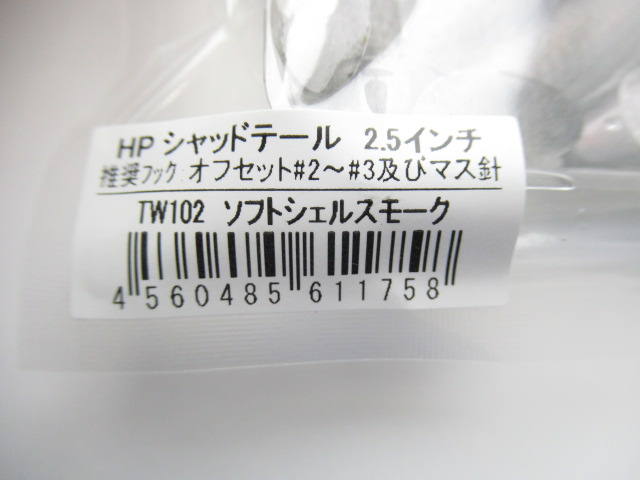 HP シャッドテール 2.5インチ
推奨フック:オフセット#2～#3及びマス針
TW102 ソフトシェルスモーク
4 560485 611758